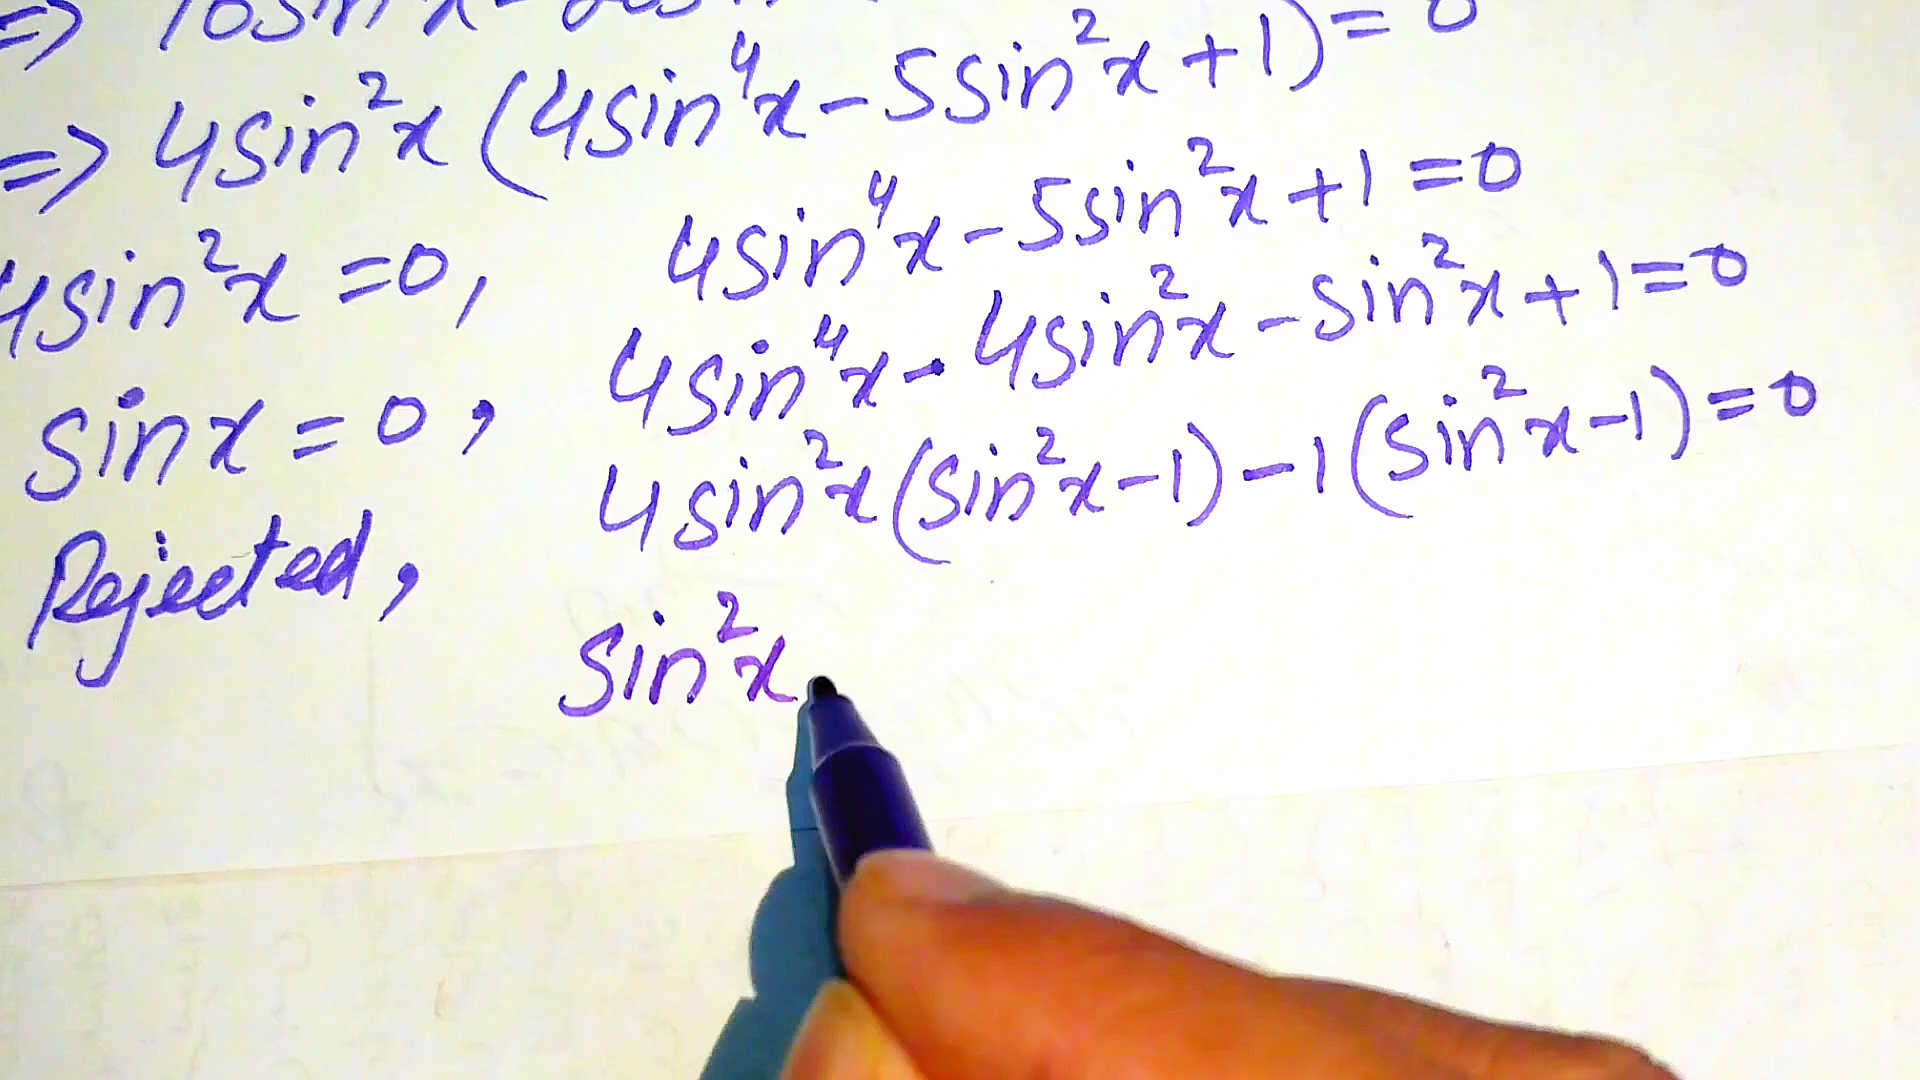 => 4sin²x (4sin⁴x - 5sin²x + 1) = 0
4sin²x = 0, 4sin⁴x - 5sin²x + 1 = 0
4sin⁴x - 4sin²x - sin²x + 1 = 0
sinx = 0, 4sin²x (sin²x - 1) - 1 (sin²x - 1) = 0
Rejected, sin²x